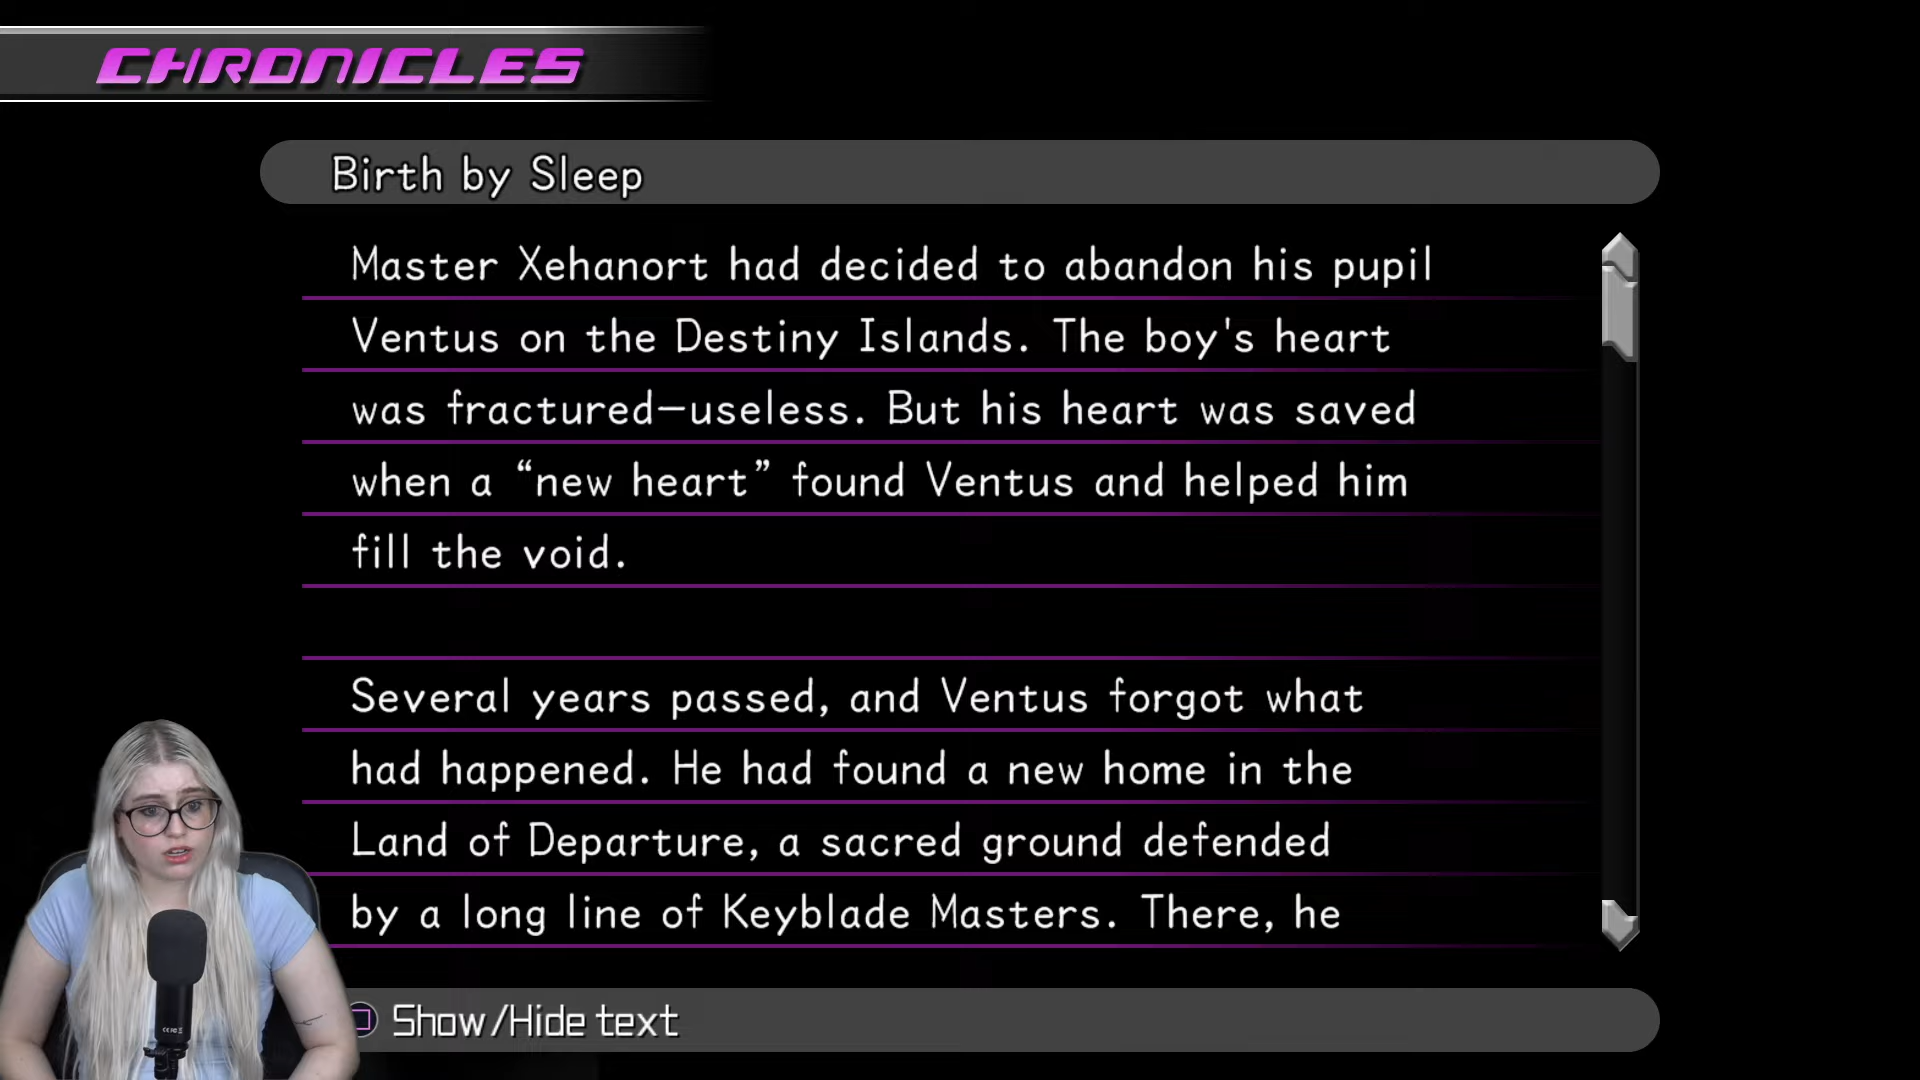 CHRONICLES
Birth by Sleep
Master Xehanort had decided to abandon his pupil
Ventus on the Destiny Islands. The boy's heart
was fractured—useless. But his heart was saved
when a “new heart” found Ventus and helped him
fill the void.
Several years passed, and Ventus forgot what
had happened. He had found a new home in the
Land of Departure, a sacred ground defended
by a long line of Keyblade Masters. There, he
Show/Hide text